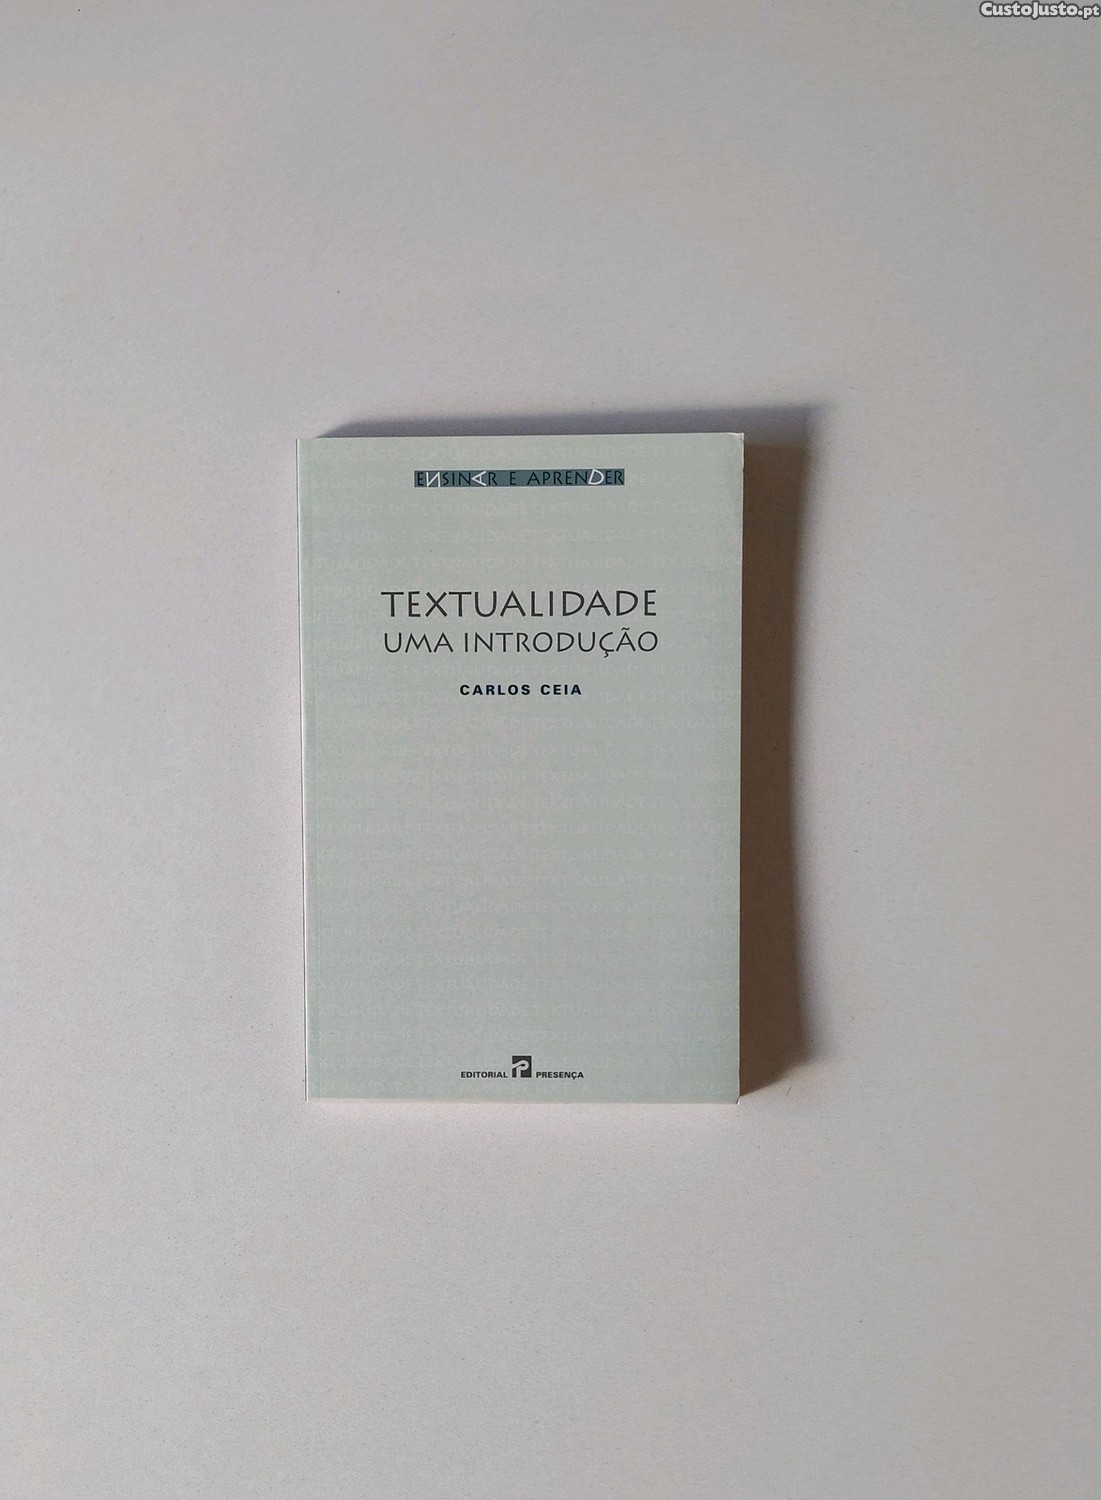 CustoJusto.pt
ENSINAR E APRENDER
TEXTUALIDADE
UMA INTRODUÇÃO
CARLOS CEIA
EDITORIAL P PRESENÇA